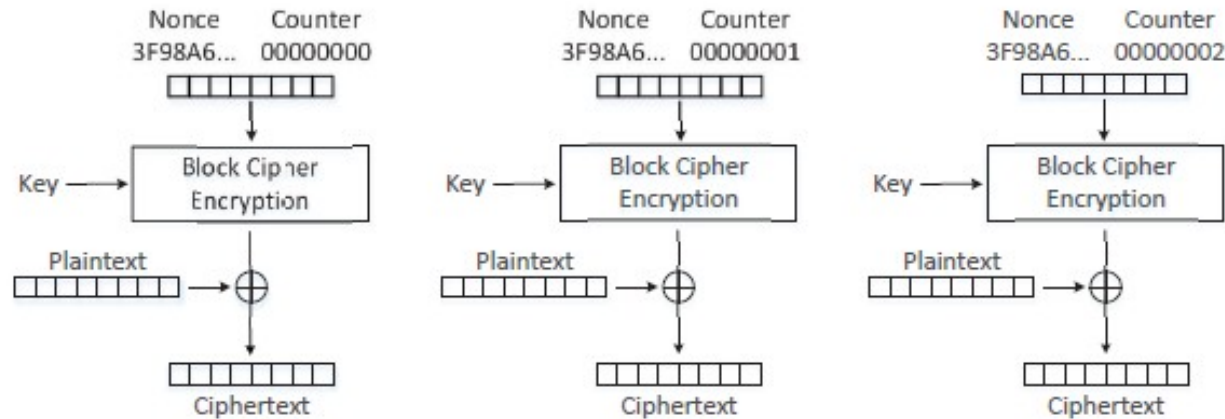 Nonce Counter
3F98A6... 00000000
Block Cipher
Encryption
Key
Plaintext
Ciphertext
Nonce Counter
3F98A6... 00000001
Block Cipher
Encryption
Key
Plaintext
Ciphertext
Nonce Counter
3F98A6... 00000002
Block Cipher
Encryption
Key
Plaintext
Ciphertext